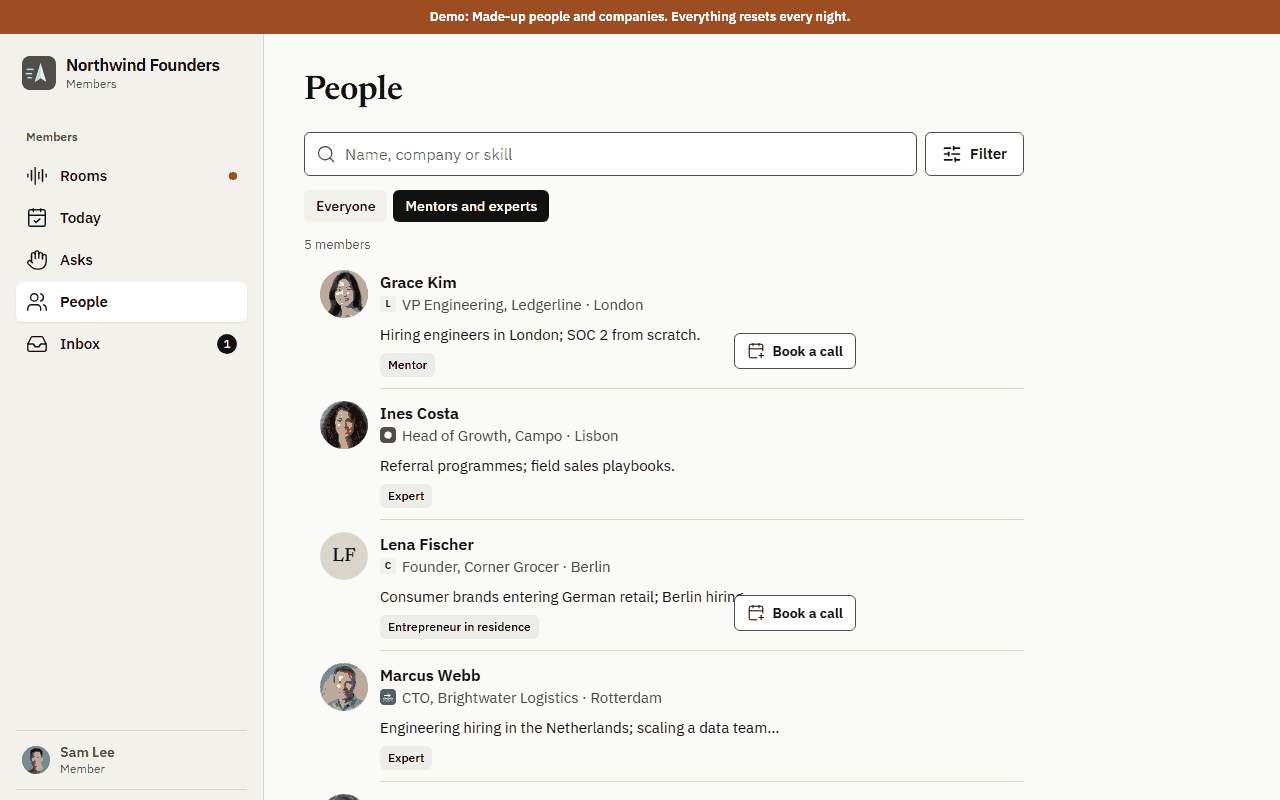 Demo: Made-up people and companies. Everything resets every night.
Northwind Founders
Members
Members
Rooms
Today
Asks
People
Inbox
1
Sam Lee
Member
People
Name, company or skill
Filter
Everyone
Mentors and experts
5 members
Grace Kim
L VP Engineering, Ledgerline · London
Hiring engineers in London; SOC 2 from scratch.
Book a call
Mentor
Ines Costa
Head of Growth, Campo · Lisbon
Referral programmes; field sales playbooks.
Expert
LF
Lena Fischer
C Founder, Corner Grocer · Berlin
Consumer brands entering German retail; Berlin hiring
Book a call
Entrepreneur in residence
Marcus Webb
CTO, Brightwater Logistics · Rotterdam
Engineering hiring in the Netherlands; scaling a data team…
Expert